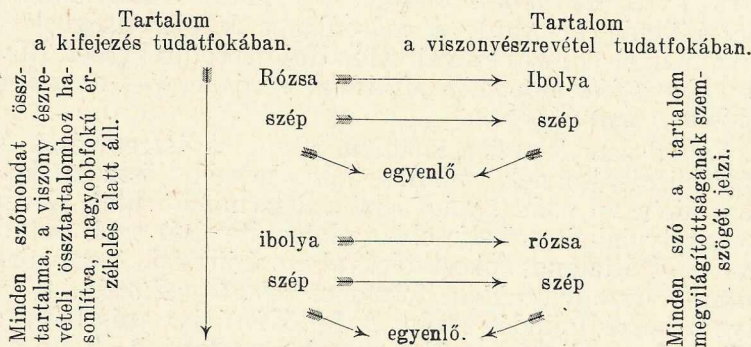 Tartalom
a kifejezés tudatfokában.
Tartalom
a viszonyészrevétel tudatfokában.
Minden szómondat össz-
tartalma, a viszony észre-
vételi össztartalomhoz ha-
sonlítva, nagyobbfokú ér-
zékelés alatt áll.
Rózsa Ibolya
szép szép
egyenlő
ibolya rózsa
szép szép
egyenlő.
Minden szó a tartalom
megvilágítottságának szem-
szögét jelzi.